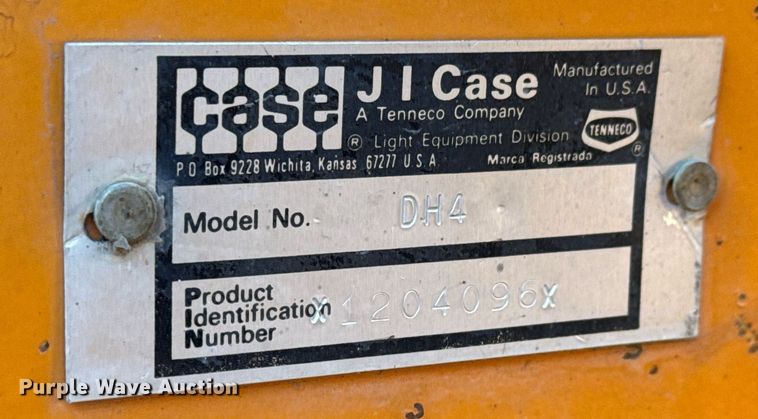 case
J I Case
A Tenneco Company
® Light Equipment Division
Manufactured
In U.S.A.
TENNECO
®
P O Box 9228 Wichita, Kansas 67277 U S A
Marca Registrada
Model No. DH4
Product
Identification X1204096X
Number
Purple Wave Auction